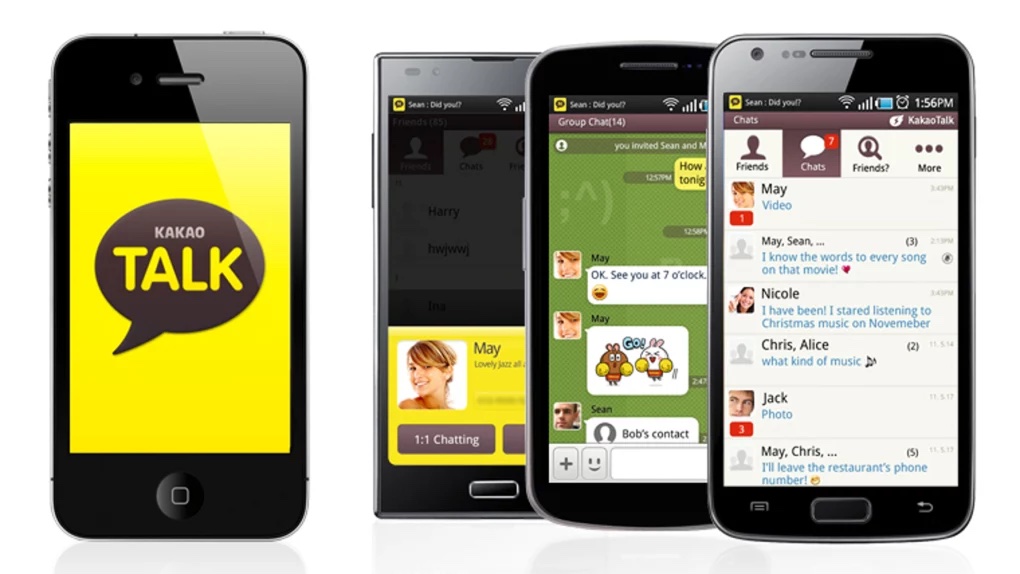 KAKAO
TALK
Sean : Did you!?
Friends (85)
28
Friends
Chats
Harry
hwjwwj
Ina
May
Lovely Jazz all
1:1 Chatting
Sean : Did you!?
Group Chat(14)
you invited Sean and M
How
12:57PM
tonig
;^)
12:58PM
May
OK. See you at 7 o'clock.
May
GO!
2:47
Sean
Bob's contact
Sean : Did you!?
1:56PM
Chats
KakaoTalk
7
Friends
Chats
Friends?
More
May
3:43PM
Video
1
May, Sean, ...
(3)
2:13PM
I know the words to every song
on that movie!
Nicole
3:43PM
I have been! I stared listening to
Christmas music on Novemeber
Chris, Alice
(2)
11. 5.14
what kind of music
Jack
11. 5.17
Photo
3
May, Chris, ...
(5)
11. 5.17
I'll leave the restaurant's phone
number!